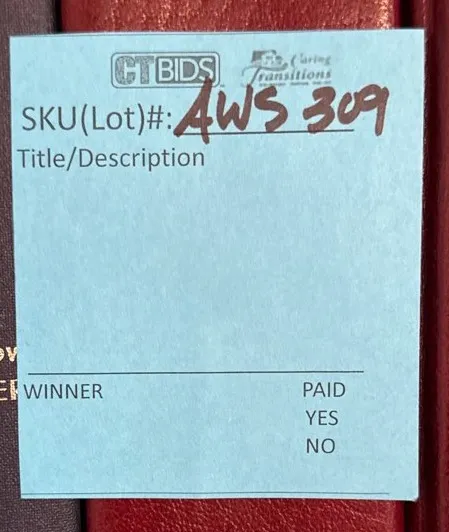 CTBIDS
Caring
Transitions
SKU(Lot)#: AWS 309
Title/Description
WINNER PAID
YES
NO